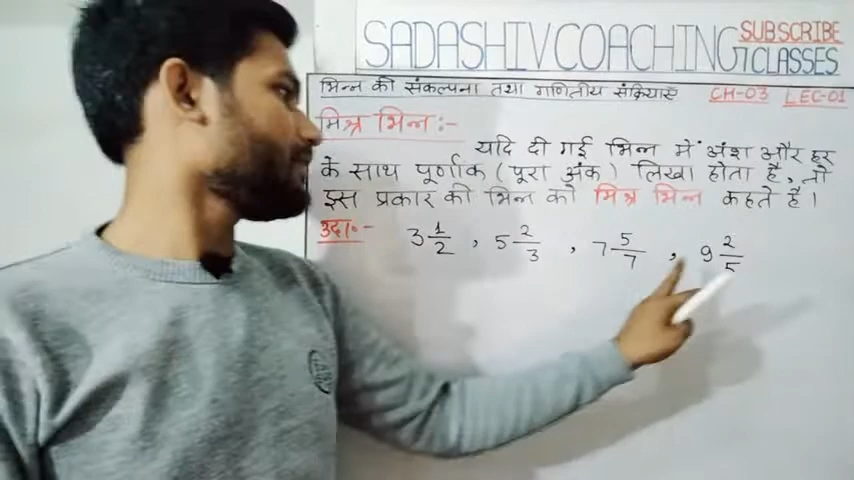 SADASHIV COACHING CLASSES
SUBSCRIBE
भिन्न की संकल्पना तथा गणितीय संक्रियाएँ CH-03 LEC-01
मिश्र भिन्न:-
यदि दी गई भिन्न में अंश और हर
के साथ पूर्णांक (पूरा अंक) लिखा होता है, तो
इस प्रकार की भिन्न को मिश्र भिन्न कहते है।
उदा०:- 3 1/2 , 5 2/3 , 7 5/7 , 9 2/5